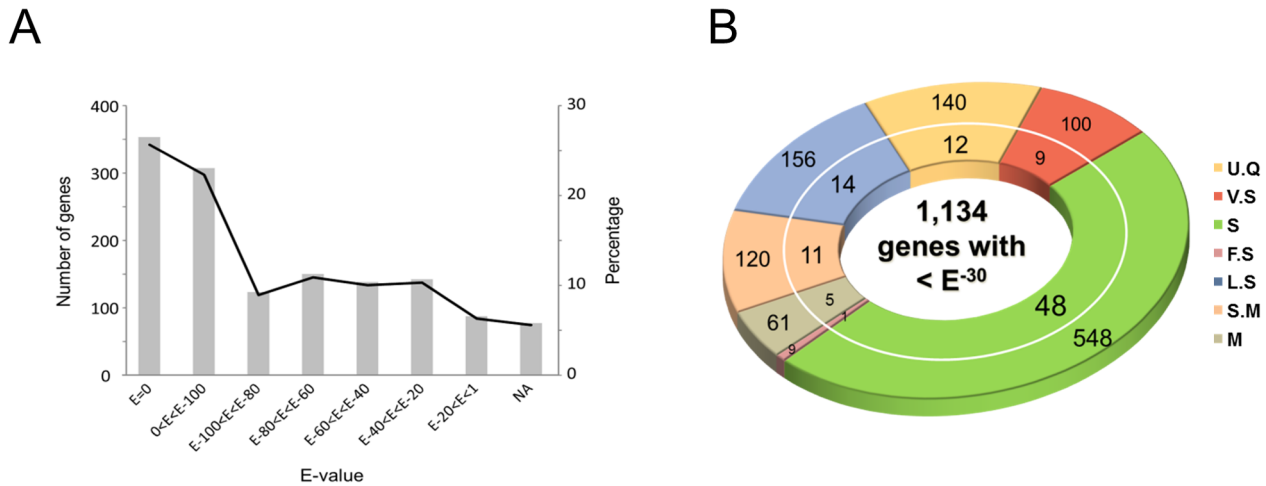 A
B
400
300
200
100
0
Number of genes
30
20
10
0
Percentage
E=0
0<E<E-100
E-100<E<E-80
E-80<E<E-60
E-60<E<E-40
E-40<E<E-20
E-20<E<1
NA
E-value
140
12
100
9
156
14
120
11
61
5
9
1
48
548
1,134
genes with
< E-30
U.Q
V.S
S
F.S
L.S
S.M
M